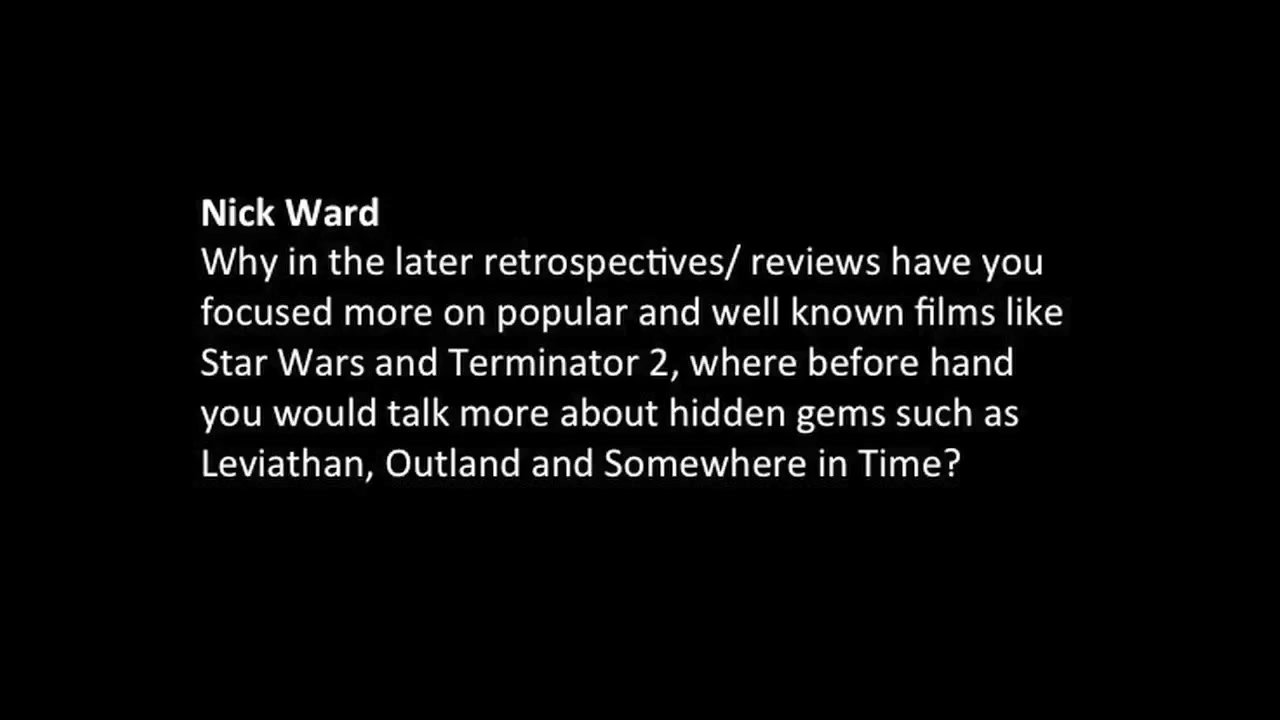 Nick Ward
Why in the later retrospectives/ reviews have you
focused more on popular and well known films like
Star Wars and Terminator 2, where before hand
you would talk more about hidden gems such as
Leviathan, Outland and Somewhere in Time?